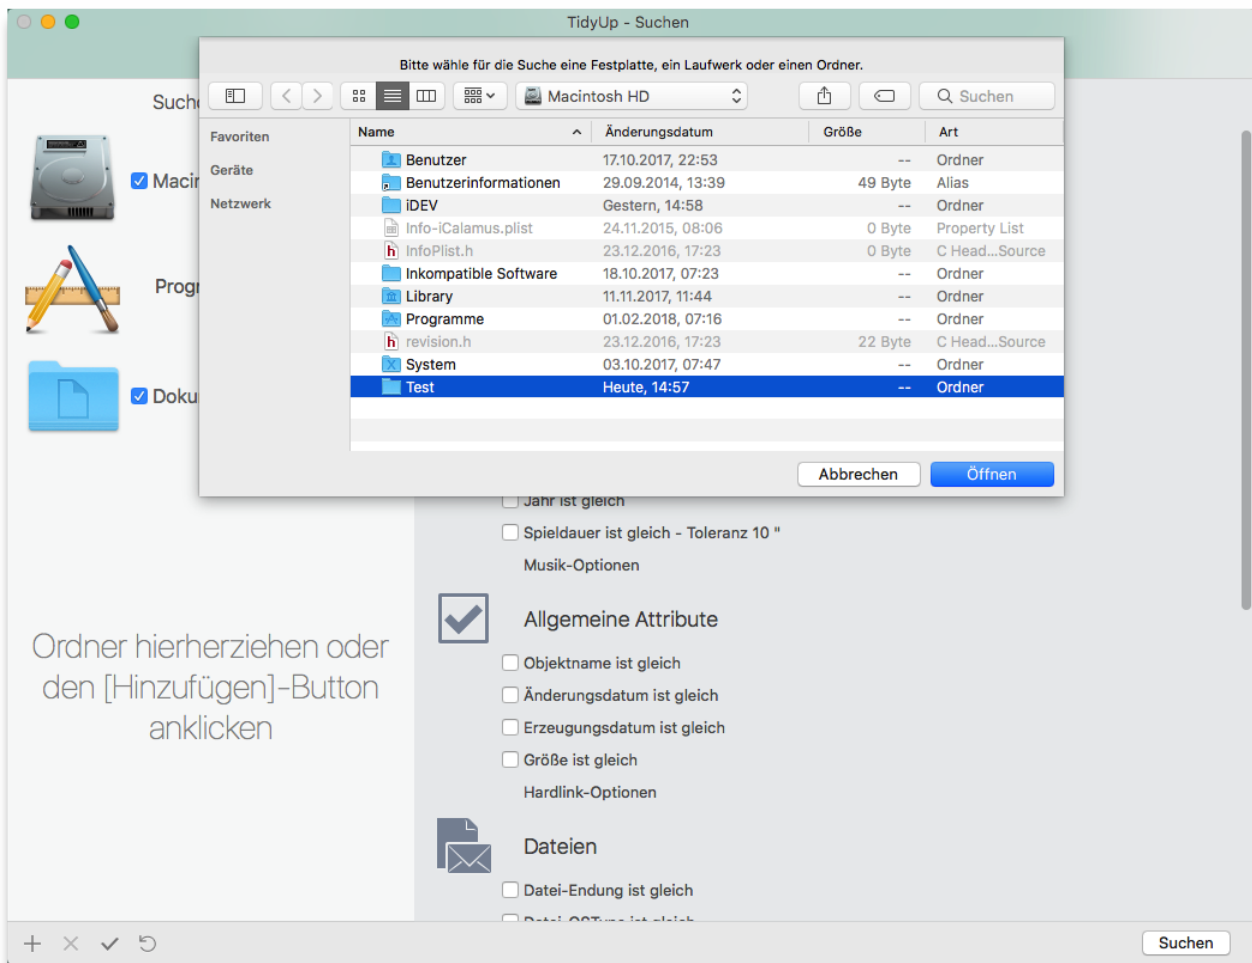 TidyUp - Suchen
Bitte wähle für die Suche eine Festplatte, ein Laufwerk oder einen Ordner.
Macintosh HD
Suchen
Favoriten
Geräte
Netzwerk
Name Änderungsdatum Größe Art
Benutzer 17.10.2017, 22:53 -- Ordner
Benutzerinformationen 29.09.2014, 13:39 49 Byte Alias
iDEV Gestern, 14:58 -- Ordner
Info-iCalamus.plist 24.11.2015, 08:06 0 Byte Property List
h InfoPlist.h 23.12.2016, 17:23 0 Byte C Head...Source
Inkompatible Software 18.10.2017, 07:23 -- Ordner
Library 11.11.2017, 11:44 -- Ordner
Programme 01.02.2018, 07:16 -- Ordner
h revision.h 23.12.2016, 17:23 22 Byte C Head...Source
System 03.10.2017, 07:47 -- Ordner
Test Heute, 14:57 -- Ordner
Abbrechen Öffnen
Such
Macin
Progr
Doku
Ordner hierherziehen oder
den [Hinzufügen]-Button
anklicken
Jahr ist gleich
Spieldauer ist gleich - Toleranz 10 "
Musik-Optionen
Allgemeine Attribute
Objektname ist gleich
Änderungsdatum ist gleich
Erzeugungsdatum ist gleich
Größe ist gleich
Hardlink-Optionen
Dateien
Datei-Endung ist gleich
Suchen